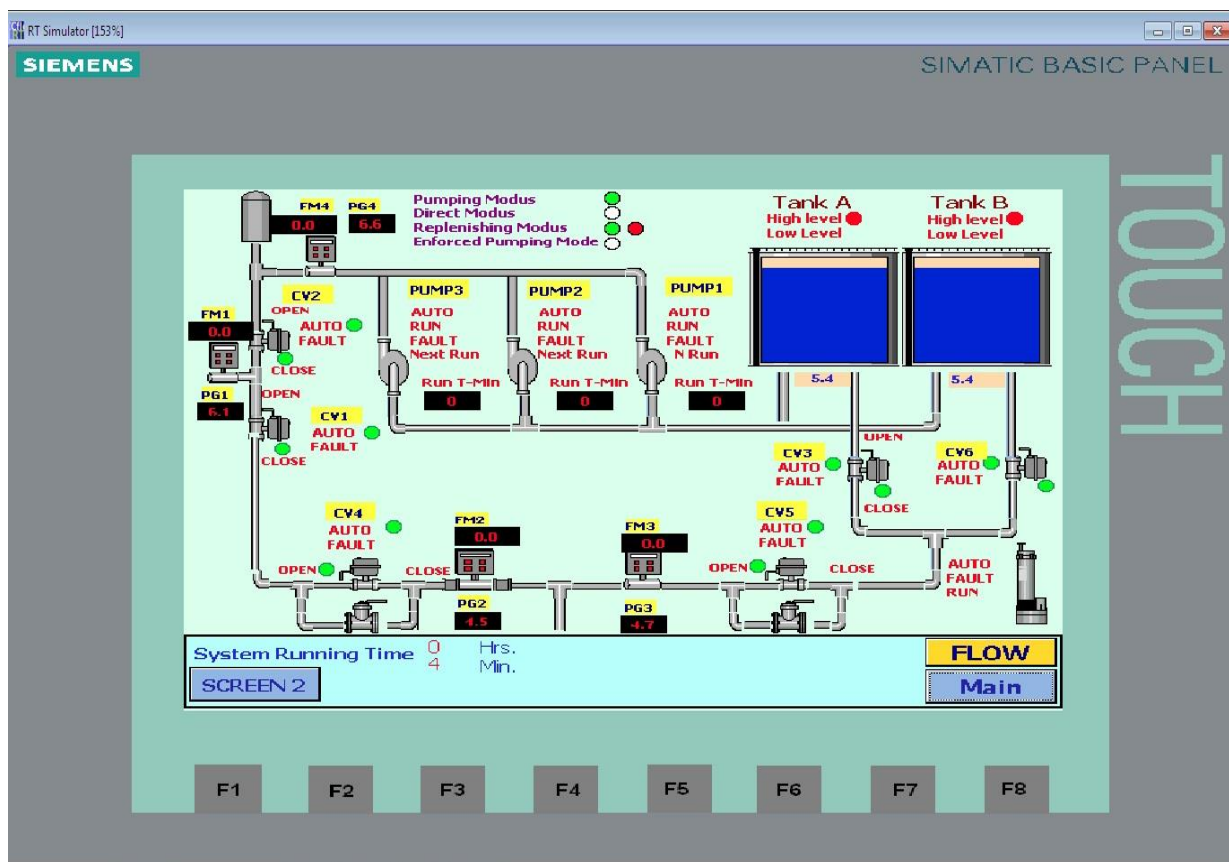 RT Simulator [153%]
SIEMENS
SIMATIC BASIC PANEL
TOUCH
FM4
PG4
0.0
6.6
Pumping Modus
Direct Modus
Replenishing Modus
Enforced Pumping Mode
Tank A
High level
Low Level
Tank B
High level
Low Level
CV2
OPEN
AUTO
FAULT
CLOSE
FM1
0.0
PUMP3
AUTO
RUN
FAULT
Next Run
Run T-Min
0
PUMP2
AUTO
RUN
FAULT
Next Run
Run T-Min
0
PUMP1
AUTO
RUN
FAULT
N Run
Run T-Min
0
5.4
5.4
PG1
6.1
OPEN
CV1
AUTO
FAULT
CLOSE
OPEN
CV3
AUTO
FAULT
CLOSE
CV6
AUTO
FAULT
CV4
AUTO
FAULT
OPEN
CLOSE
FM2
0.0
FM3
0.0
CV5
AUTO
FAULT
OPEN
CLOSE
AUTO
FAULT
RUN
PG2
4.5
PG3
4.7
System Running Time
0
Hrs.
4
Min.
SCREEN 2
FLOW
Main
F1
F2
F3
F4
F5
F6
F7
F8